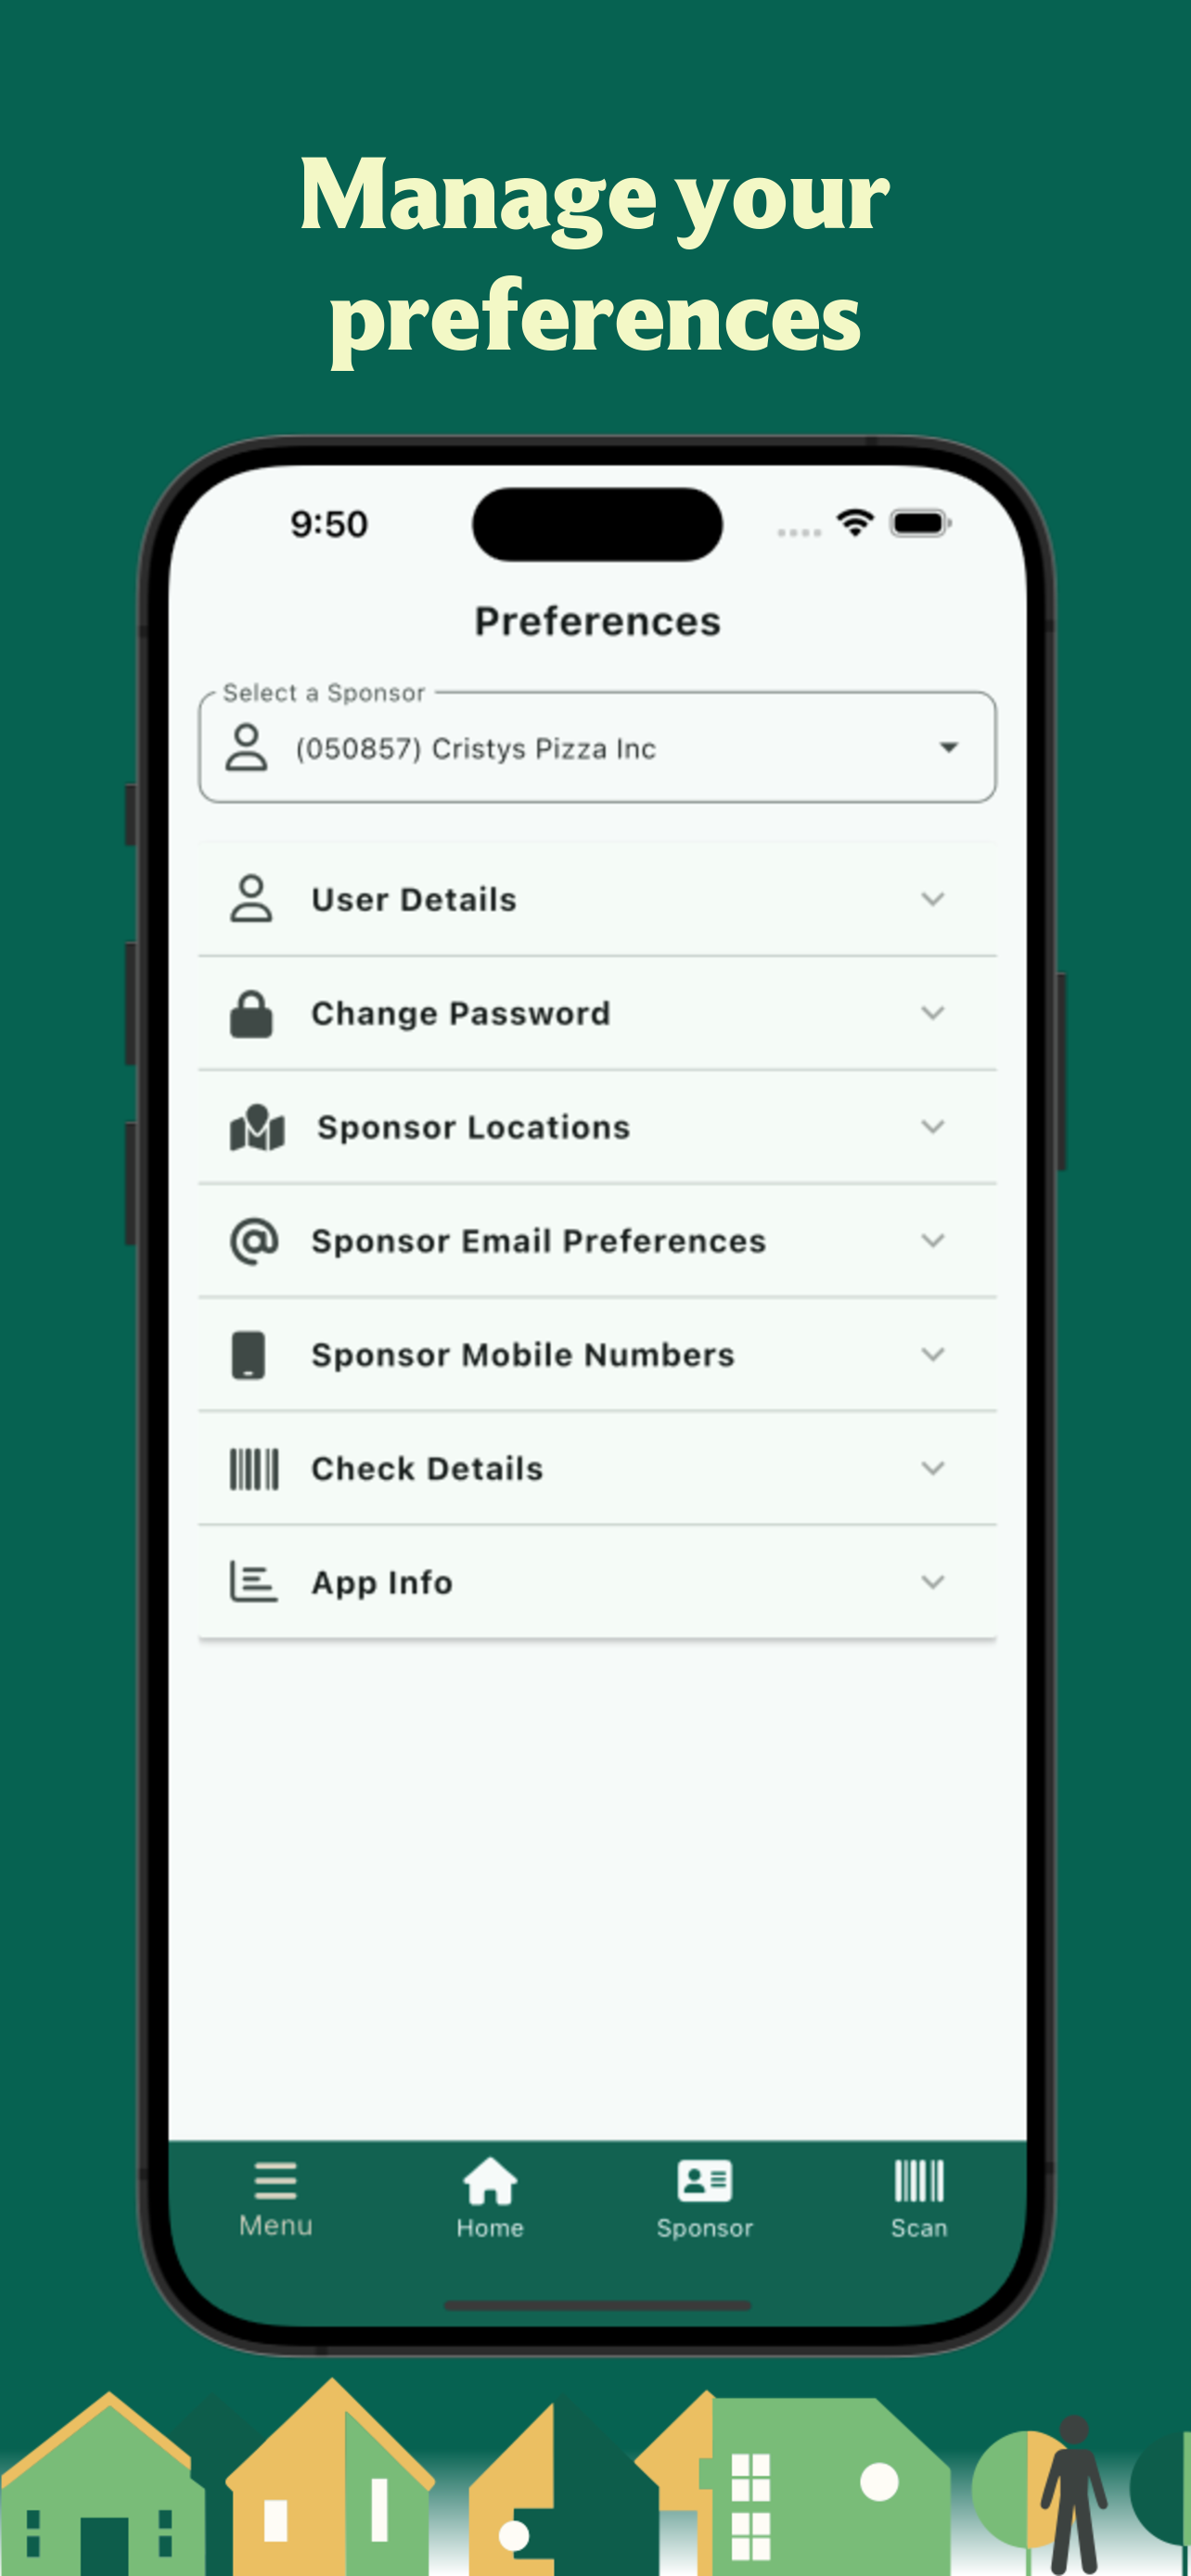 Manage your
preferences
9:50
Preferences
Select a Sponsor
(050857) Cristys Pizza Inc
User Details
Change Password
Sponsor Locations
Sponsor Email Preferences
Sponsor Mobile Numbers
Check Details
App Info
Menu Home Sponsor Scan